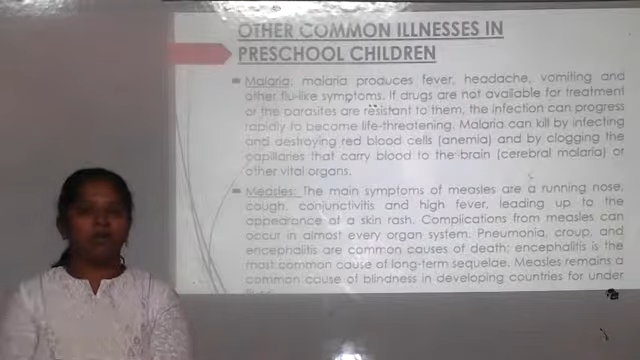 OTHER COMMON ILLNESSES IN
PRESCHOOL CHILDREN
Malaria: malaria produces fever, headache, vomiting and
other flu-like symptoms. If drugs are not available for treatment
or the parasites are resistant to them, the infection can progress
rapidly to become life-threatening. Malaria can kill by infecting
and destroying red blood cells (anemia) and by clogging the
capillaries that carry blood to the brain (cerebral malaria) or
other vital organs.
Measles: The main symptoms of measles are a running nose,
cough, conjunctivitis and high fever, leading up to the
appearance of a skin rash. Complications from measles can
occur in almost every organ system. Pneumonia, croup, and
encephalitis are common causes of death; encephalitis is the
most common cause of long-term sequelae. Measles remains a
common cause of blindness in developing countries for under